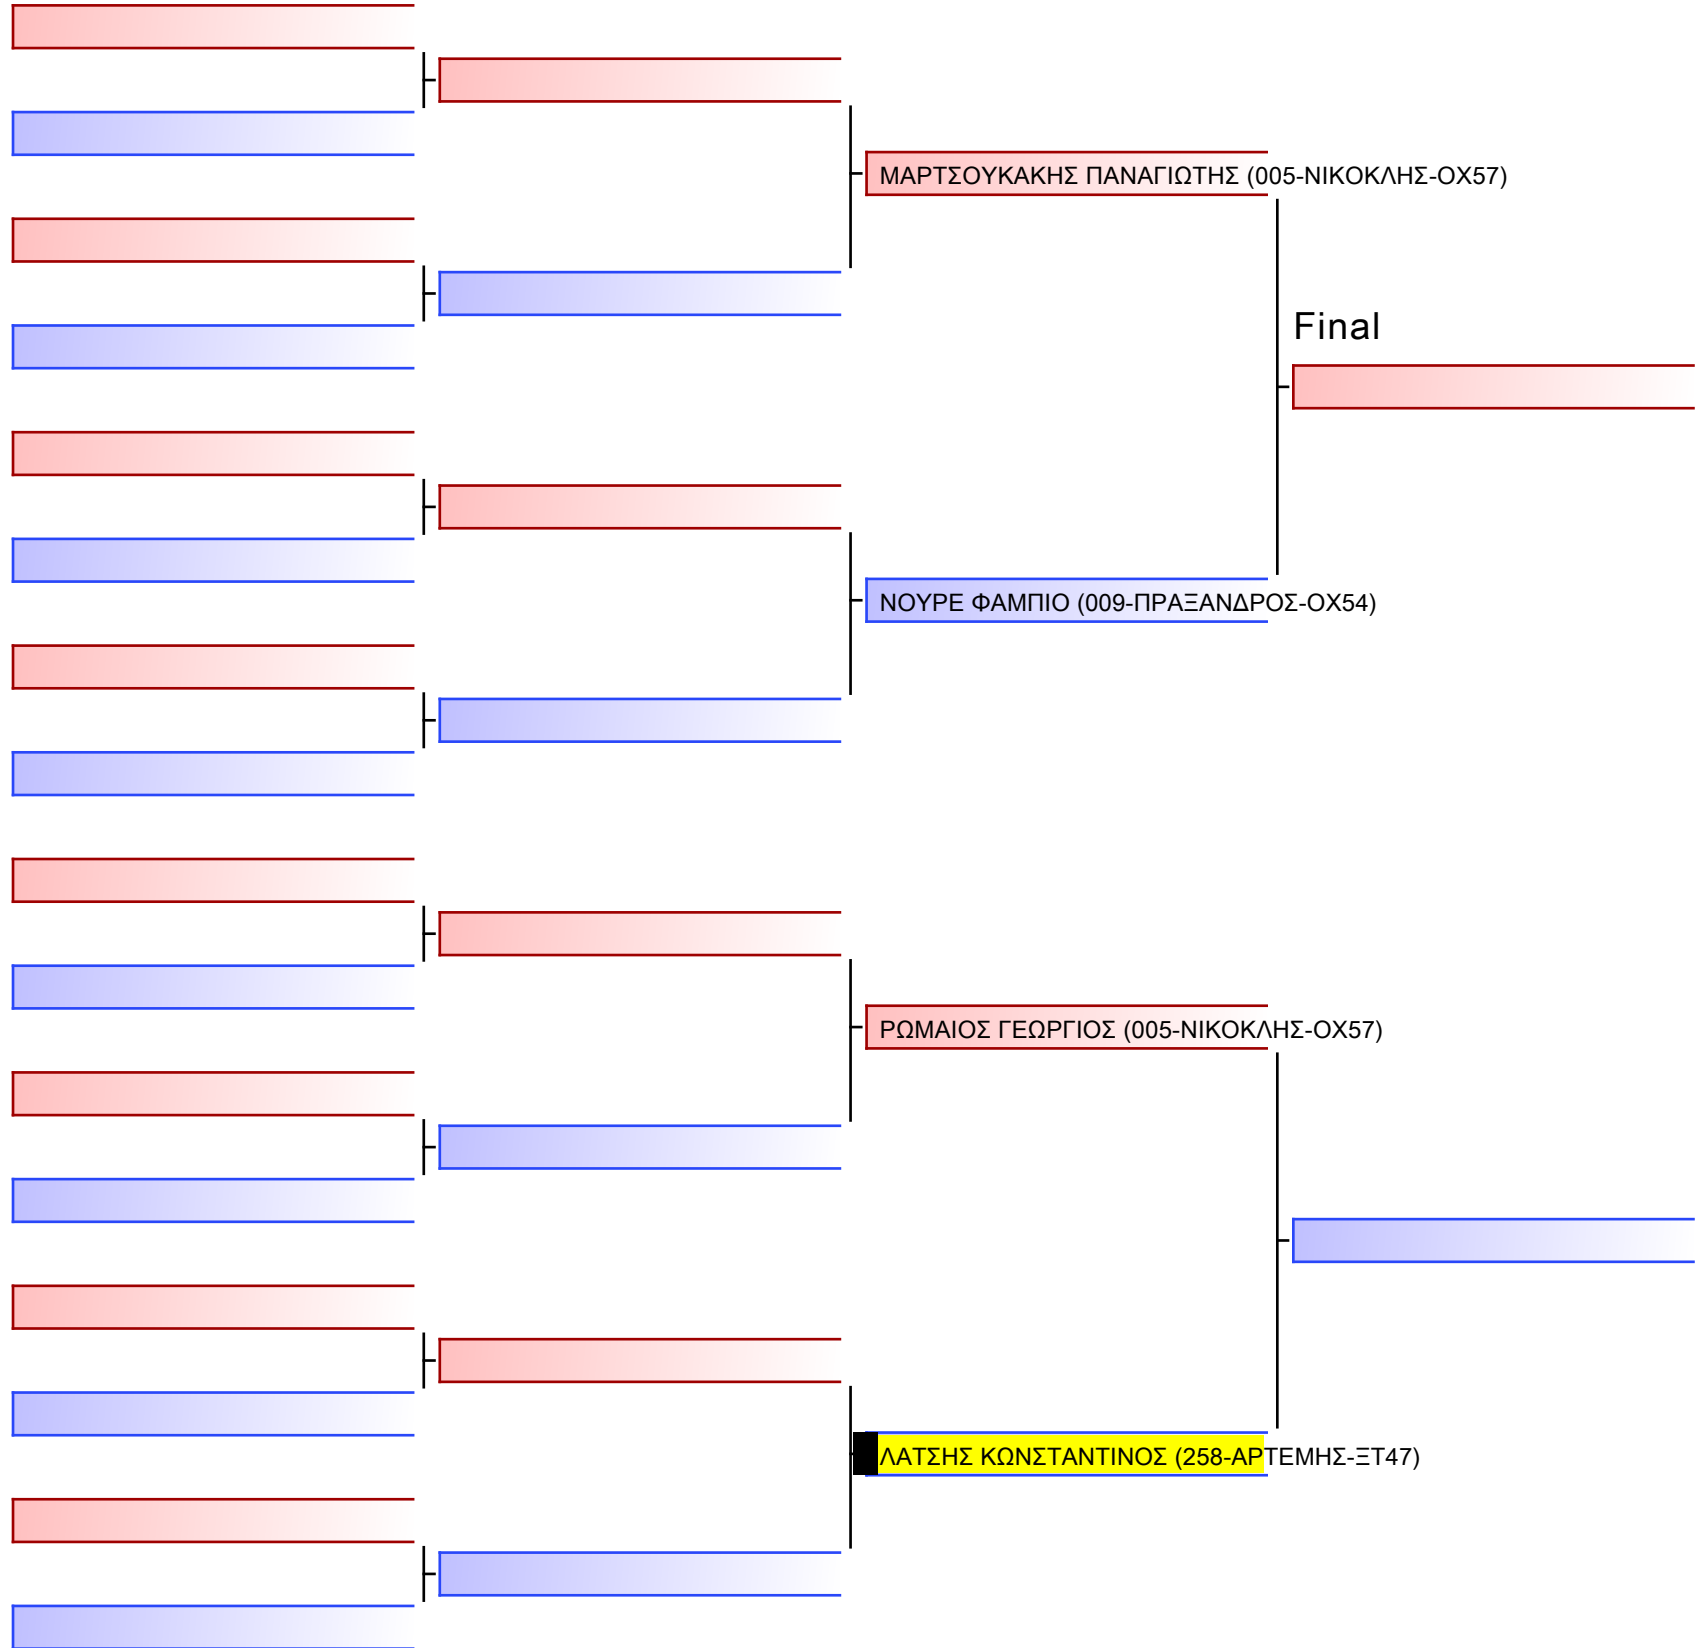 ΜΑΡΤΣΟΥΚΑΚΗΣ ΠΑΝΑΓΙΩΤΗΣ (005-ΝΙΚΟΚΛΗΣ-ΟΧ57)
Final
ΝΟΥΡΕ ΦΑΜΠΙΟ (009-ΠΡΑΞΑΝΔΡΟΣ-ΟΧ54)
ΡΩΜΑΙΟΣ ΓΕΩΡΓΙΟΣ (005-ΝΙΚΟΚΛΗΣ-ΟΧ57)
ΛΑΤΣΗΣ ΚΩΝΣΤΑΝΤΙΝΟΣ (258-ΑΡΤΕΜΗΣ-ΞΤ47)